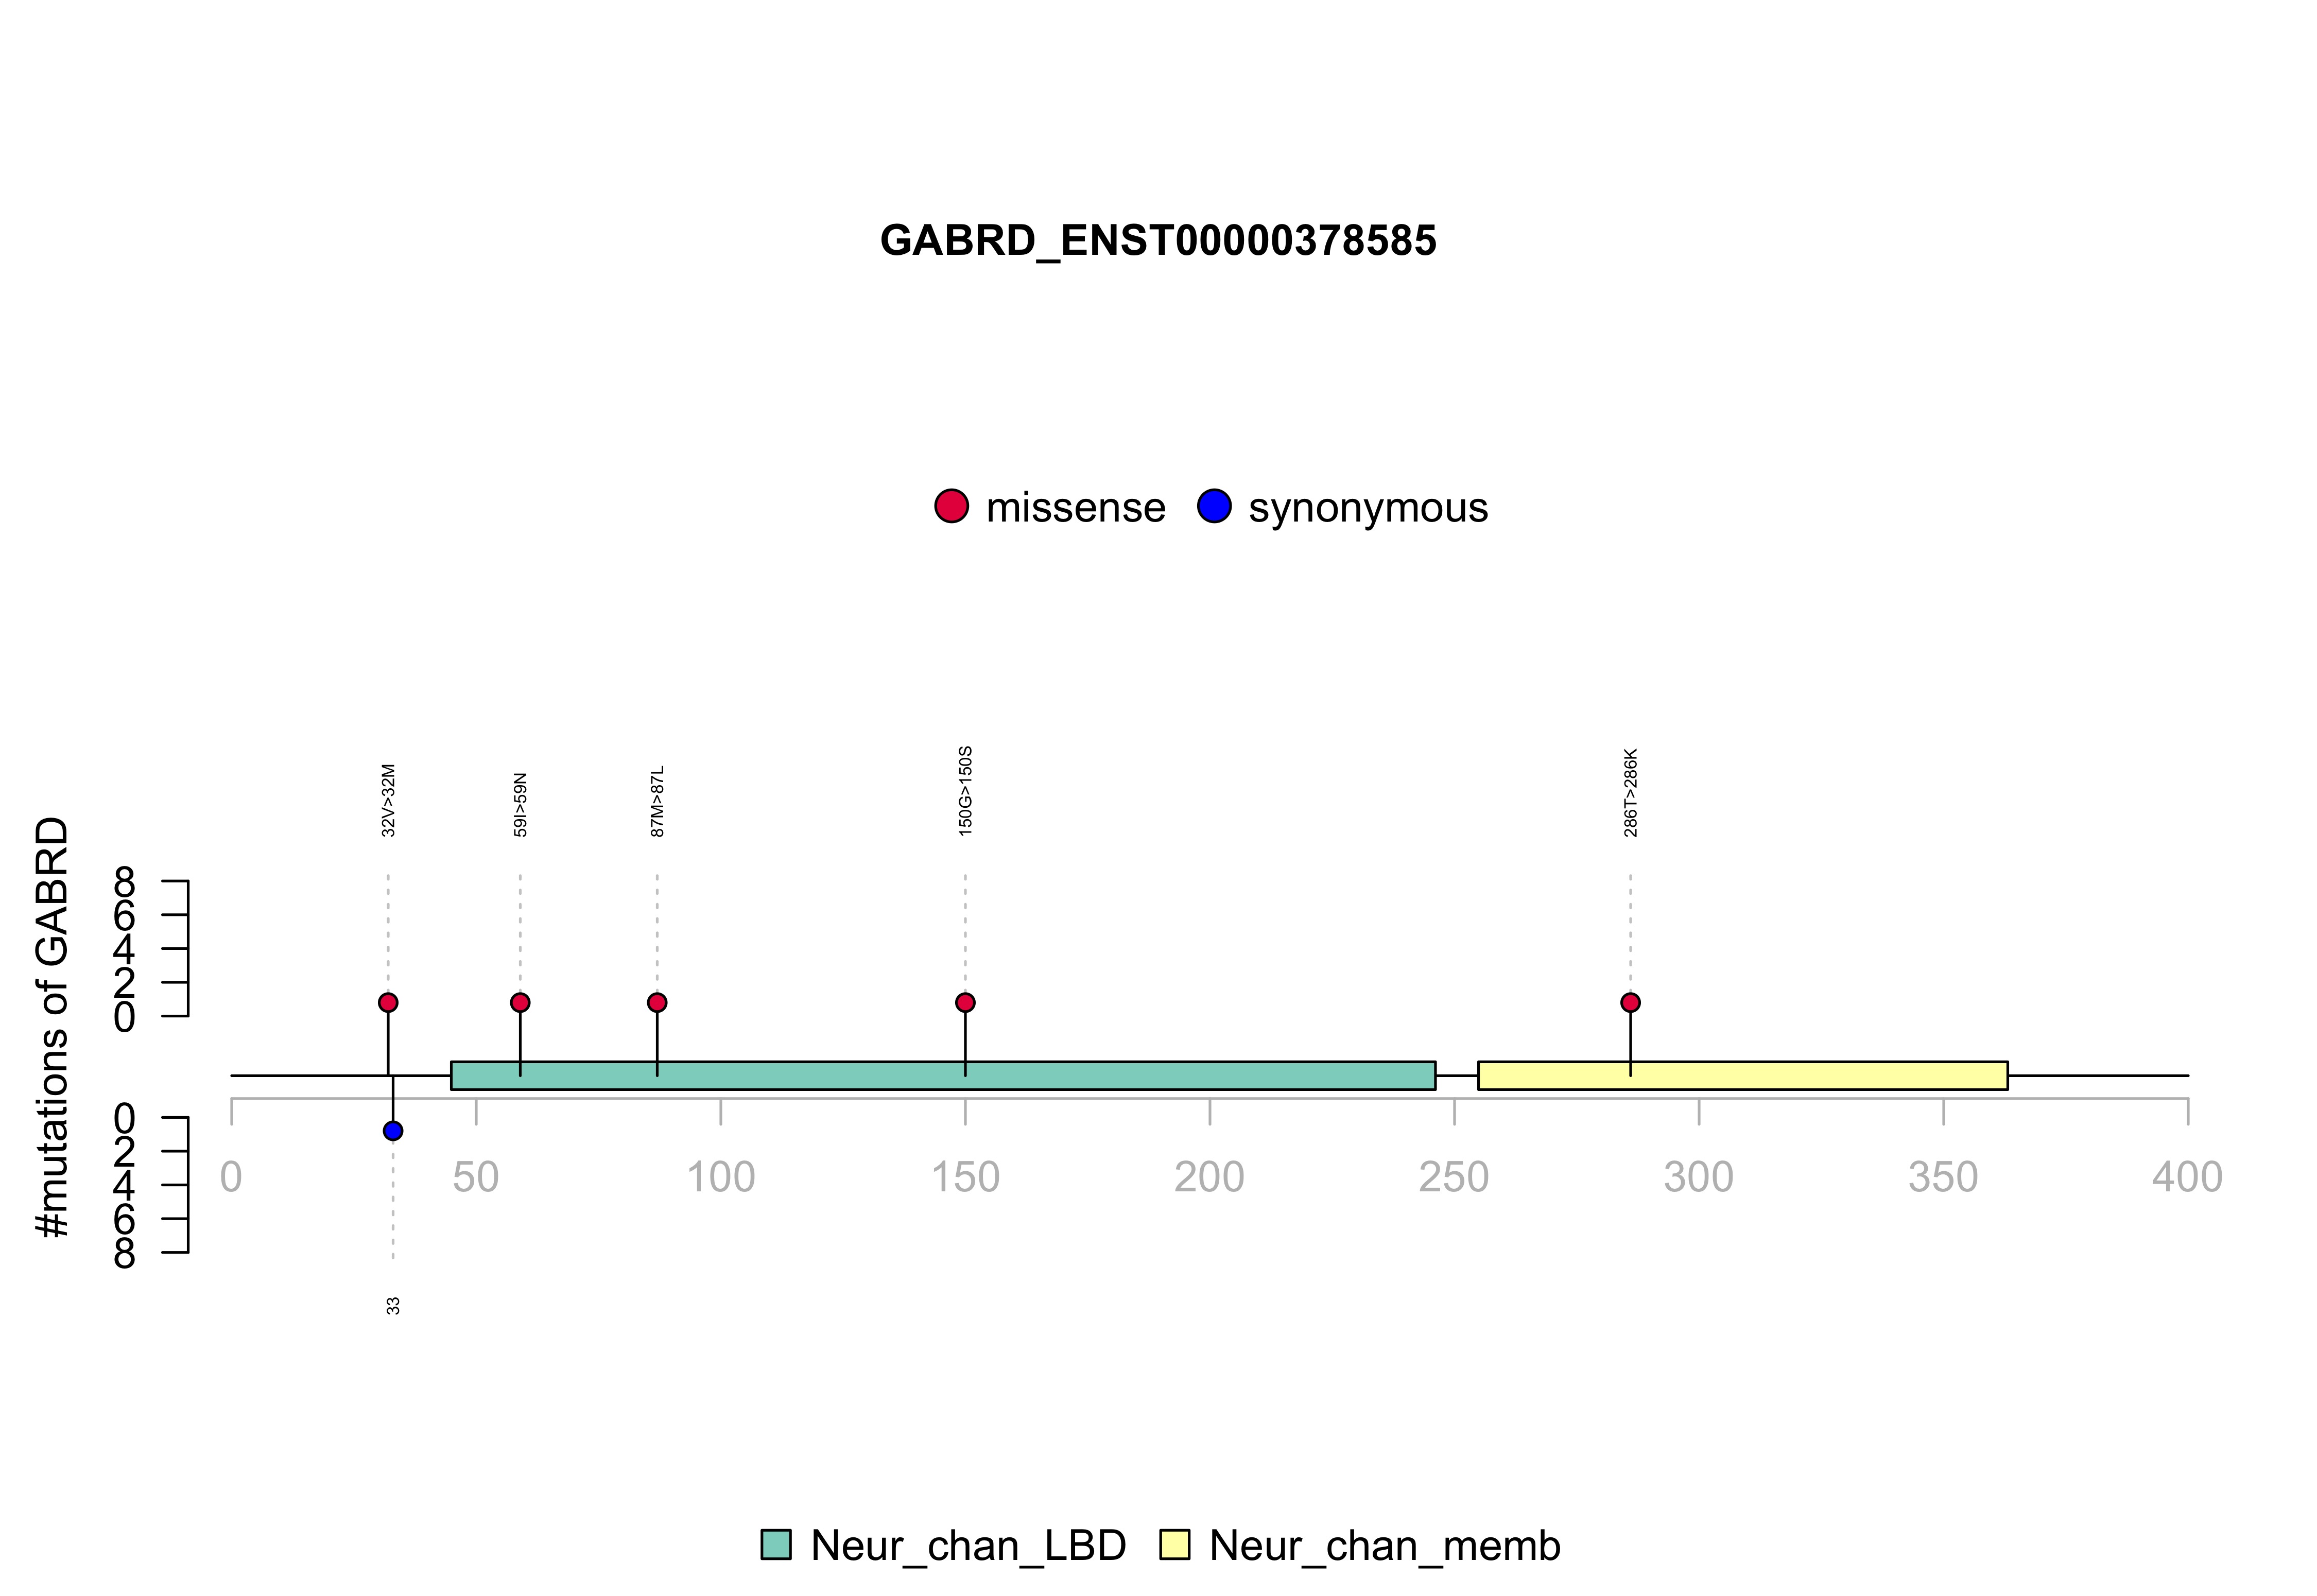 GABRD_ENST00000378585
missense synonymous
32V>32M
59I>59N
87M>87L
150G>150S
286T>286K
#mutations of GABRD
8
6
4
2
0
0
2
4
6
8
0 50 100 150 200 250 300 350 400
33
Neur_chan_LBD Neur_chan_memb